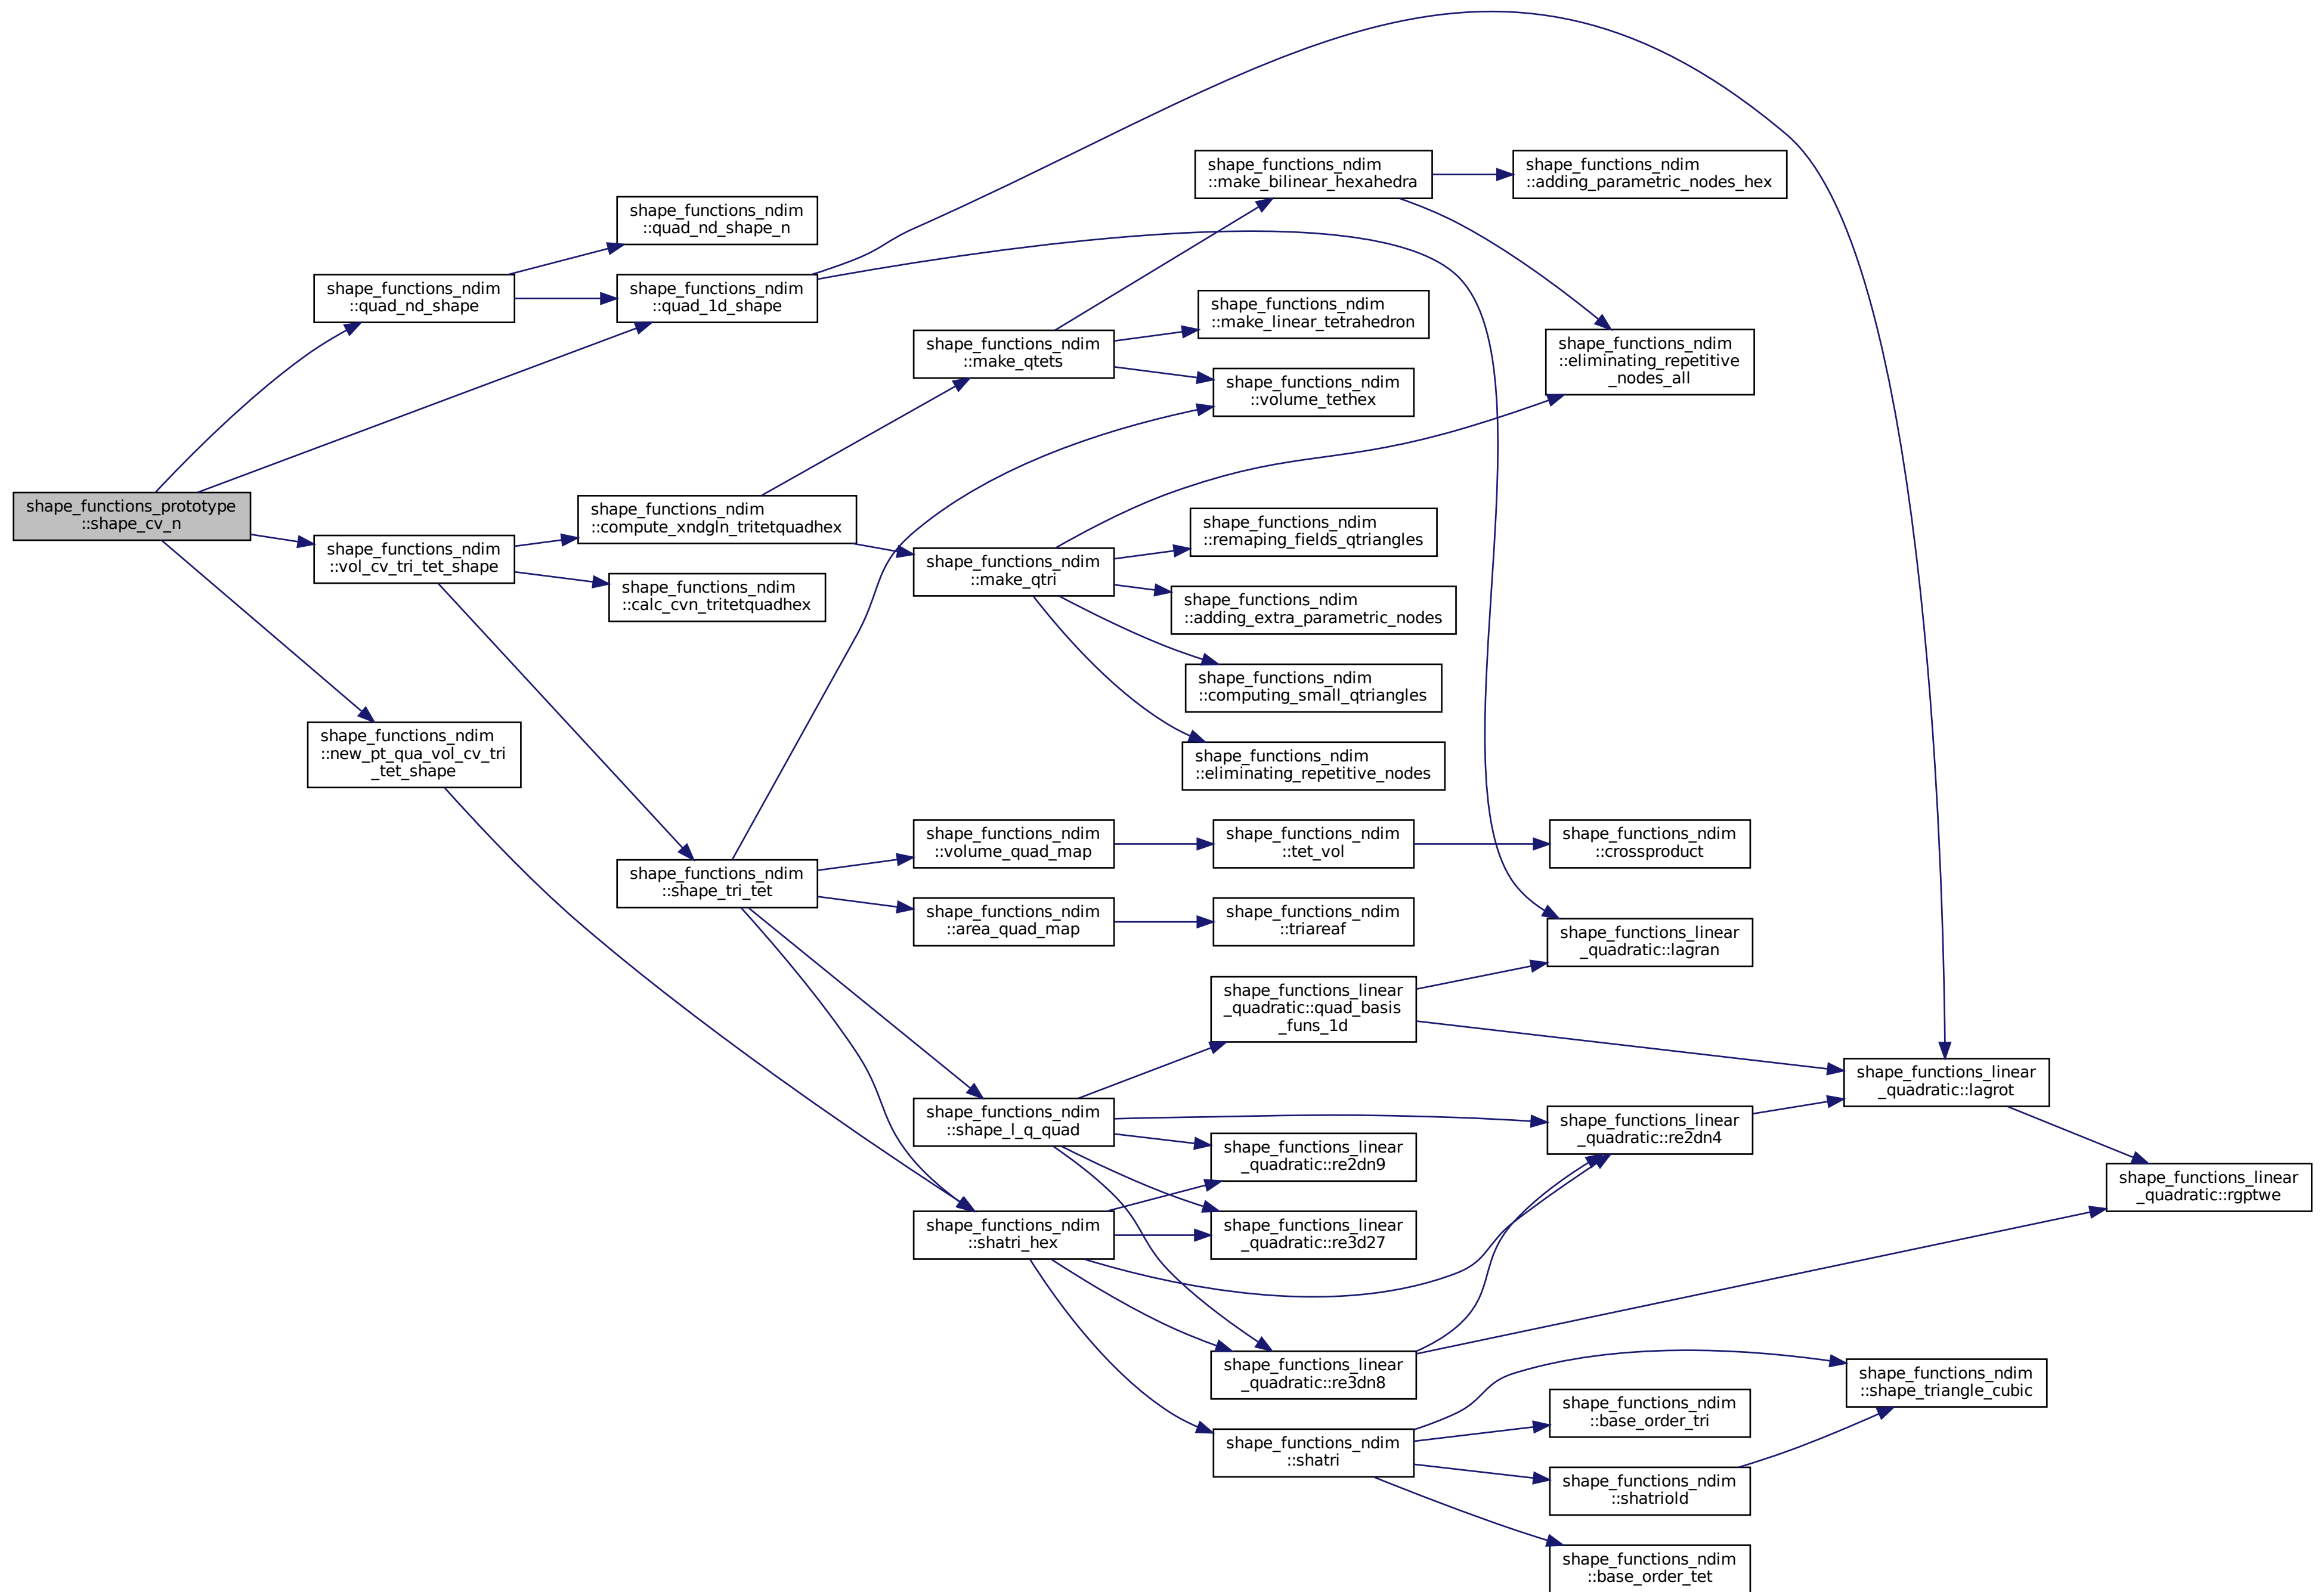 shape_functions_prototype
::shape_cv_n
shape_functions_ndim
::quad_nd_shape
shape_functions_ndim
::vol_cv_tri_tet_shape
shape_functions_ndim
::new_pt_qua_vol_cv_tri
_tet_shape
shape_functions_ndim
::quad_nd_shape_n
shape_functions_ndim
::quad_1d_shape
shape_functions_ndim
::compute_xndgln_tritetquadhex
shape_functions_ndim
::calc_cvn_tritetquadhex
shape_functions_ndim
::shape_tri_tet
shape_functions_ndim
::make_qtets
shape_functions_ndim
::make_qtri
shape_functions_ndim
::volume_quad_map
shape_functions_ndim
::area_quad_map
shape_functions_ndim
::shape_l_q_quad
shape_functions_ndim
::shatri_hex
shape_functions_ndim
::make_bilinear_hexahedra
shape_functions_ndim
::make_linear_tetrahedron
shape_functions_ndim
::volume_tethex
shape_functions_ndim
::remaping_fields_qtriangles
shape_functions_ndim
::adding_extra_parametric_nodes
shape_functions_ndim
::computing_small_qtriangles
shape_functions_ndim
::eliminating_repetitive_nodes
shape_functions_ndim
::tet_vol
shape_functions_ndim
::triareaf
shape_functions_linear
_quadratic::quad_basis
_funs_1d
shape_functions_linear
_quadratic::re2dn9
shape_functions_linear
_quadratic::re3d27
shape_functions_linear
_quadratic::re3dn8
shape_functions_ndim
::shatri
shape_functions_ndim
::adding_parametric_nodes_hex
shape_functions_ndim
::eliminating_repetitive
_nodes_all
shape_functions_ndim
::crossproduct
shape_functions_linear
_quadratic::lagran
shape_functions_linear
_quadratic::re2dn4
shape_functions_ndim
::base_order_tri
shape_functions_ndim
::shatriold
shape_functions_ndim
::base_order_tet
shape_functions_linear
_quadratic::lagrot
shape_functions_ndim
::shape_triangle_cubic
shape_functions_linear
_quadratic::rgptwe